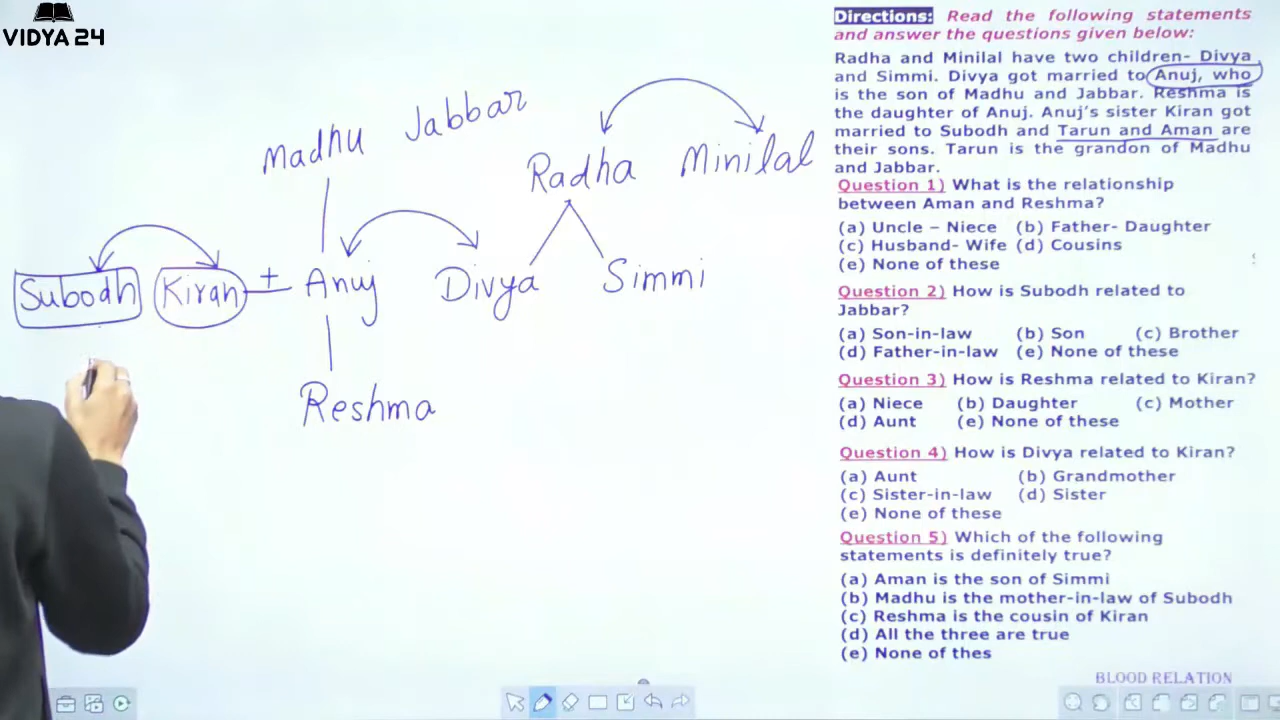 VIDYA 24
Madhu Jabbar
Radha Minilal
Subodh Kiran ± Anuj Divya Simmi
Reshma
Directions: Read the following statements
and answer the questions given below:
Radha and Minilal have two children- Divya
and Simmi. Divya got married to Anuj, who
is the son of Madhu and Jabbar. Reshma is
the daughter of Anuj. Anuj's sister Kiran got
married to Subodh and Tarun and Aman are
their sons. Tarun is the grandon of Madhu
and Jabbar.
Question 1) What is the relationship
between Aman and Reshma?
(a) Uncle – Niece (b) Father- Daughter
(c) Husband- Wife (d) Cousins
(e) None of these
Question 2) How is Subodh related to
Jabbar?
(a) Son-in-law (b) Son (c) Brother
(d) Father-in-law (e) None of these
Question 3) How is Reshma related to Kiran?
(a) Niece (b) Daughter (c) Mother
(d) Aunt (e) None of these
Question 4) How is Divya related to Kiran?
(a) Aunt (b) Grandmother
(c) Sister-in-law (d) Sister
(e) None of these
Question 5) Which of the following
statements is definitely true?
(a) Aman is the son of Simmi
(b) Madhu is the mother-in-law of Subodh
(c) Reshma is the cousin of Kiran
(d) All the three are true
(e) None of thes
BLOOD RELATION